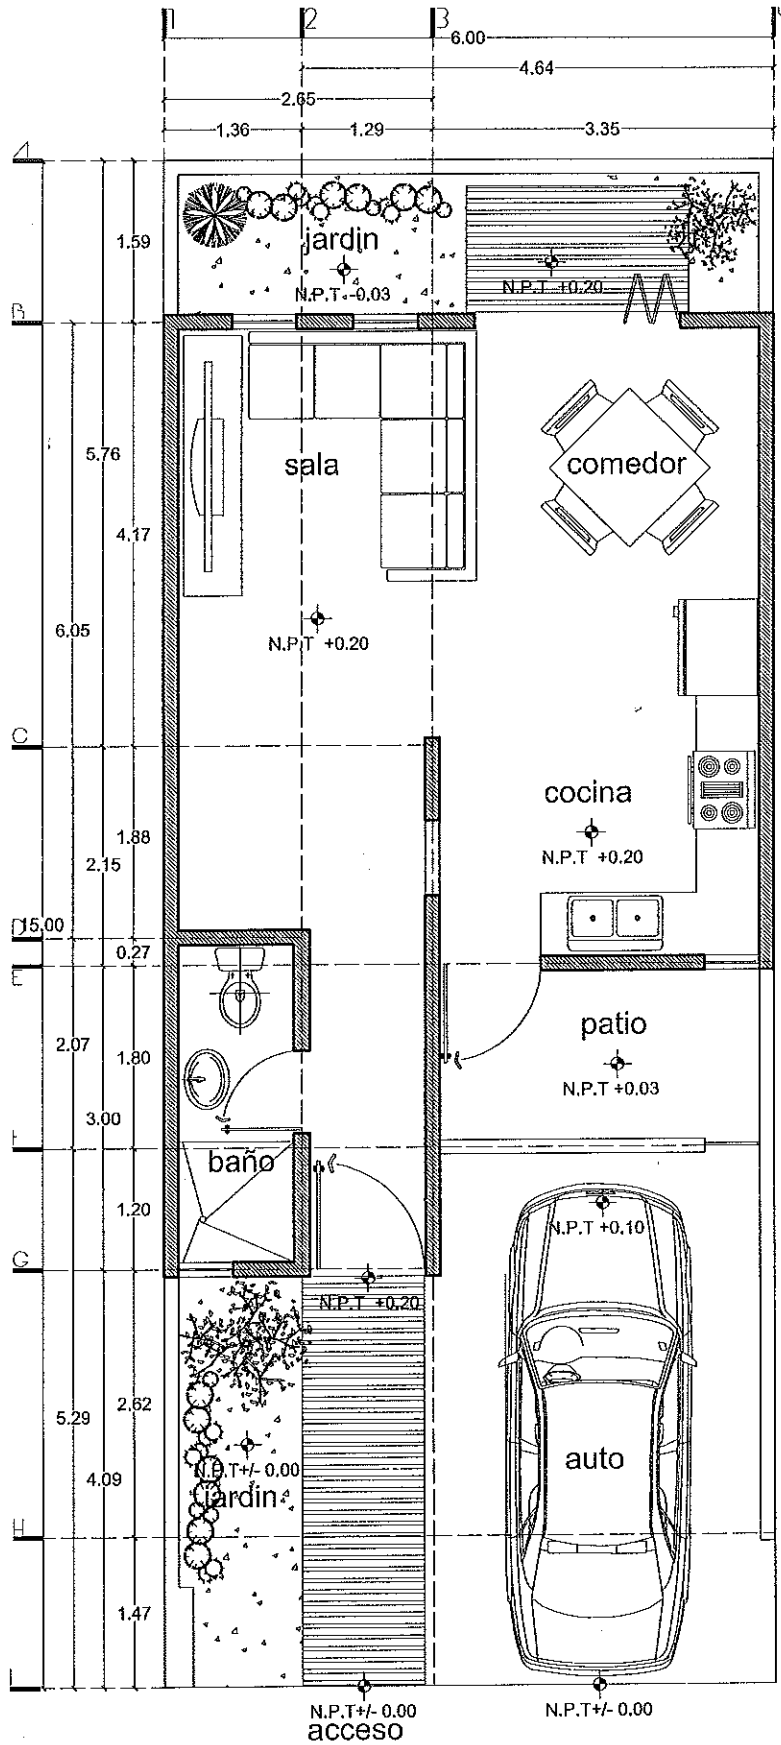 1 2 3
6.00
4.64
2.65
1.36 1.29 3.35
A
jardin
1.59
N.P.T -0.03
N.P.T +0.20
B
5.76
sala
comedor
4.17
6.05
N.P.T +0.20
C
cocina
1.88
2.15
N.P.T +0.20
D
15.00
0.27
E
patio
2.07
1.80
N.P.T +0.03
3.00
baño
1.20
N.P.T +0.10
G
N.P.T +0.20
5.29
2.62
N.P.T+/- 0.00
4.09
jardin
auto
H
1.47
N.P.T+/- 0.00
N.P.T+/- 0.00
acceso